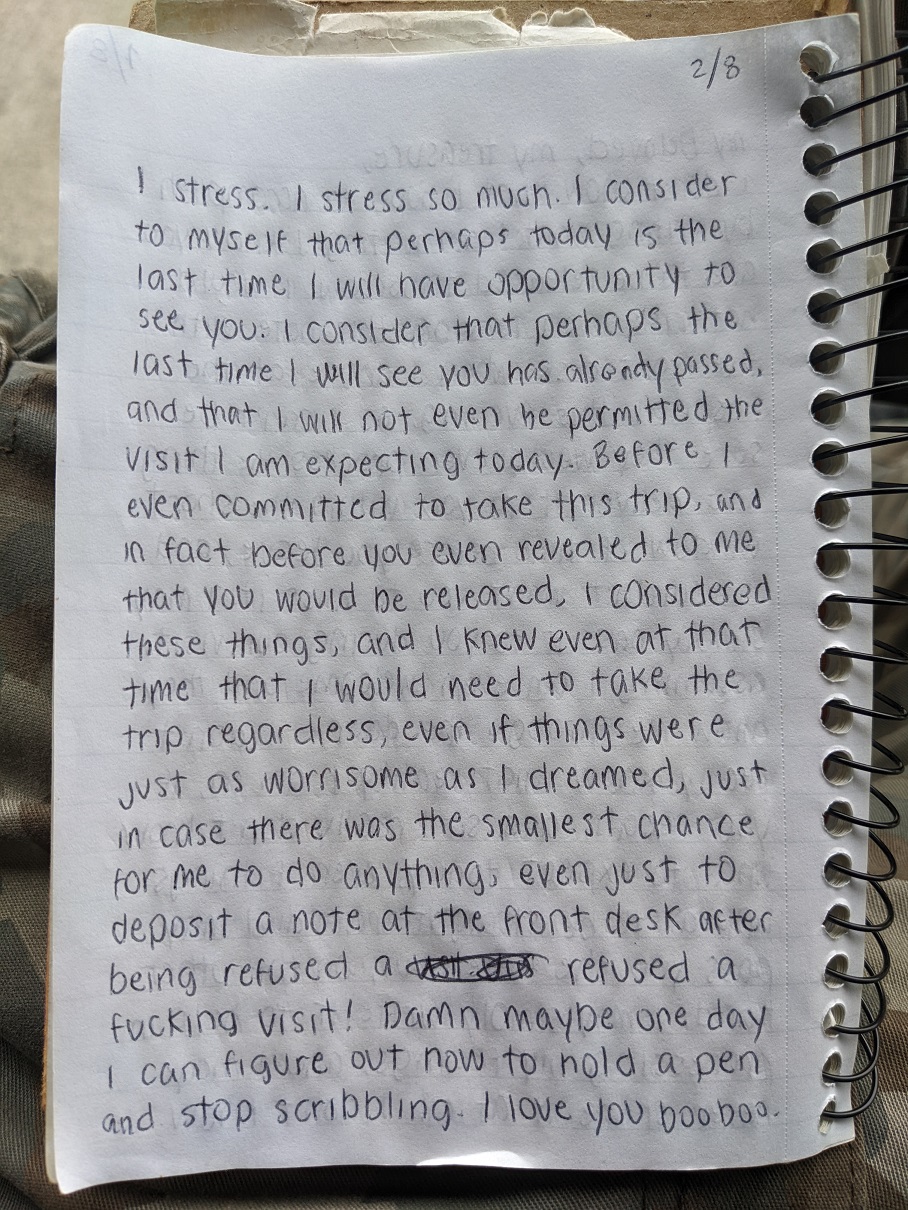 2/8
I stress. I stress so much. I consider
to myself that perhaps today is the
last time I will have opportunity to
see you. I consider that perhaps the
last time I will see you has already passed,
and that I will not even be permitted the
visit I am expecting today. Before I
even committed to take this trip, and
in fact before you even revealed to me
that you would be released, I considered
these things, and I knew even at that
time that I would need to take the
trip regardless, even if things were
just as worrisome as I dreamed, just
in case there was the smallest chance
for me to do anything, even just to
deposit a note at the front desk after
being refused a refused a
fucking visit! Damn maybe one day
I can figure out how to hold a pen
and stop scribbling. I love you booboo.